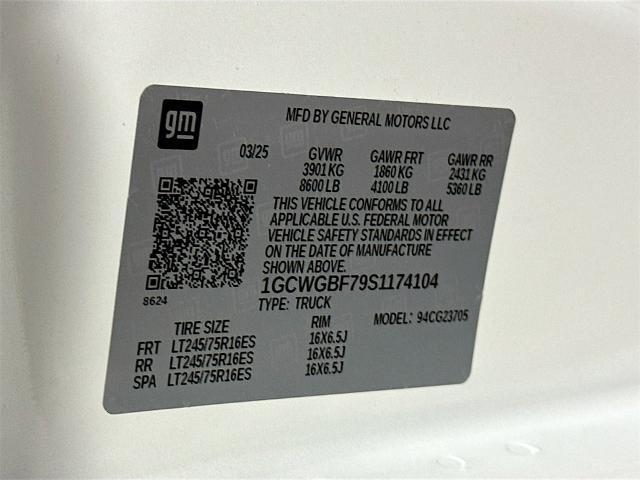 gm
MFD BY GENERAL MOTORS LLC
03/25 GVWR GAWR FRT GAWR RR
3901 KG 1860 KG 2431 KG
8600 LB 4100 LB 5360 LB
THIS VEHICLE CONFORMS TO ALL
APPLICABLE U.S. FEDERAL MOTOR
VEHICLE SAFETY STANDARDS IN EFFECT
ON THE DATE OF MANUFACTURE
SHOWN ABOVE.
8624
1GCWGBF79S1174104
TYPE: TRUCK MODEL: 94CG23705
TIRE SIZE RIM
FRT LT245/75R16ES 16X6.5J
RR LT245/75R16ES 16X6.5J
SPA LT245/75R16ES 16X6.5J